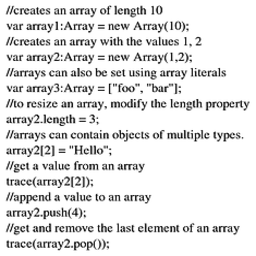 //creates an array of length 10
var array1:Array = new Array(10);
//creates an array with the values 1, 2
var array2:Array = new Array(1,2);
//arrays can also be set using array literals
var array3:Array = ["foo", "bar"];
//to resize an array, modify the length property
array2.length = 3;
//arrays can contain objects of multiple types.
array2[2] = "Hello";
//get a value from an array
trace(array2[2]);
//append a value to an array
array2.push(4);
//get and remove the last element of an array
trace(array2.pop());